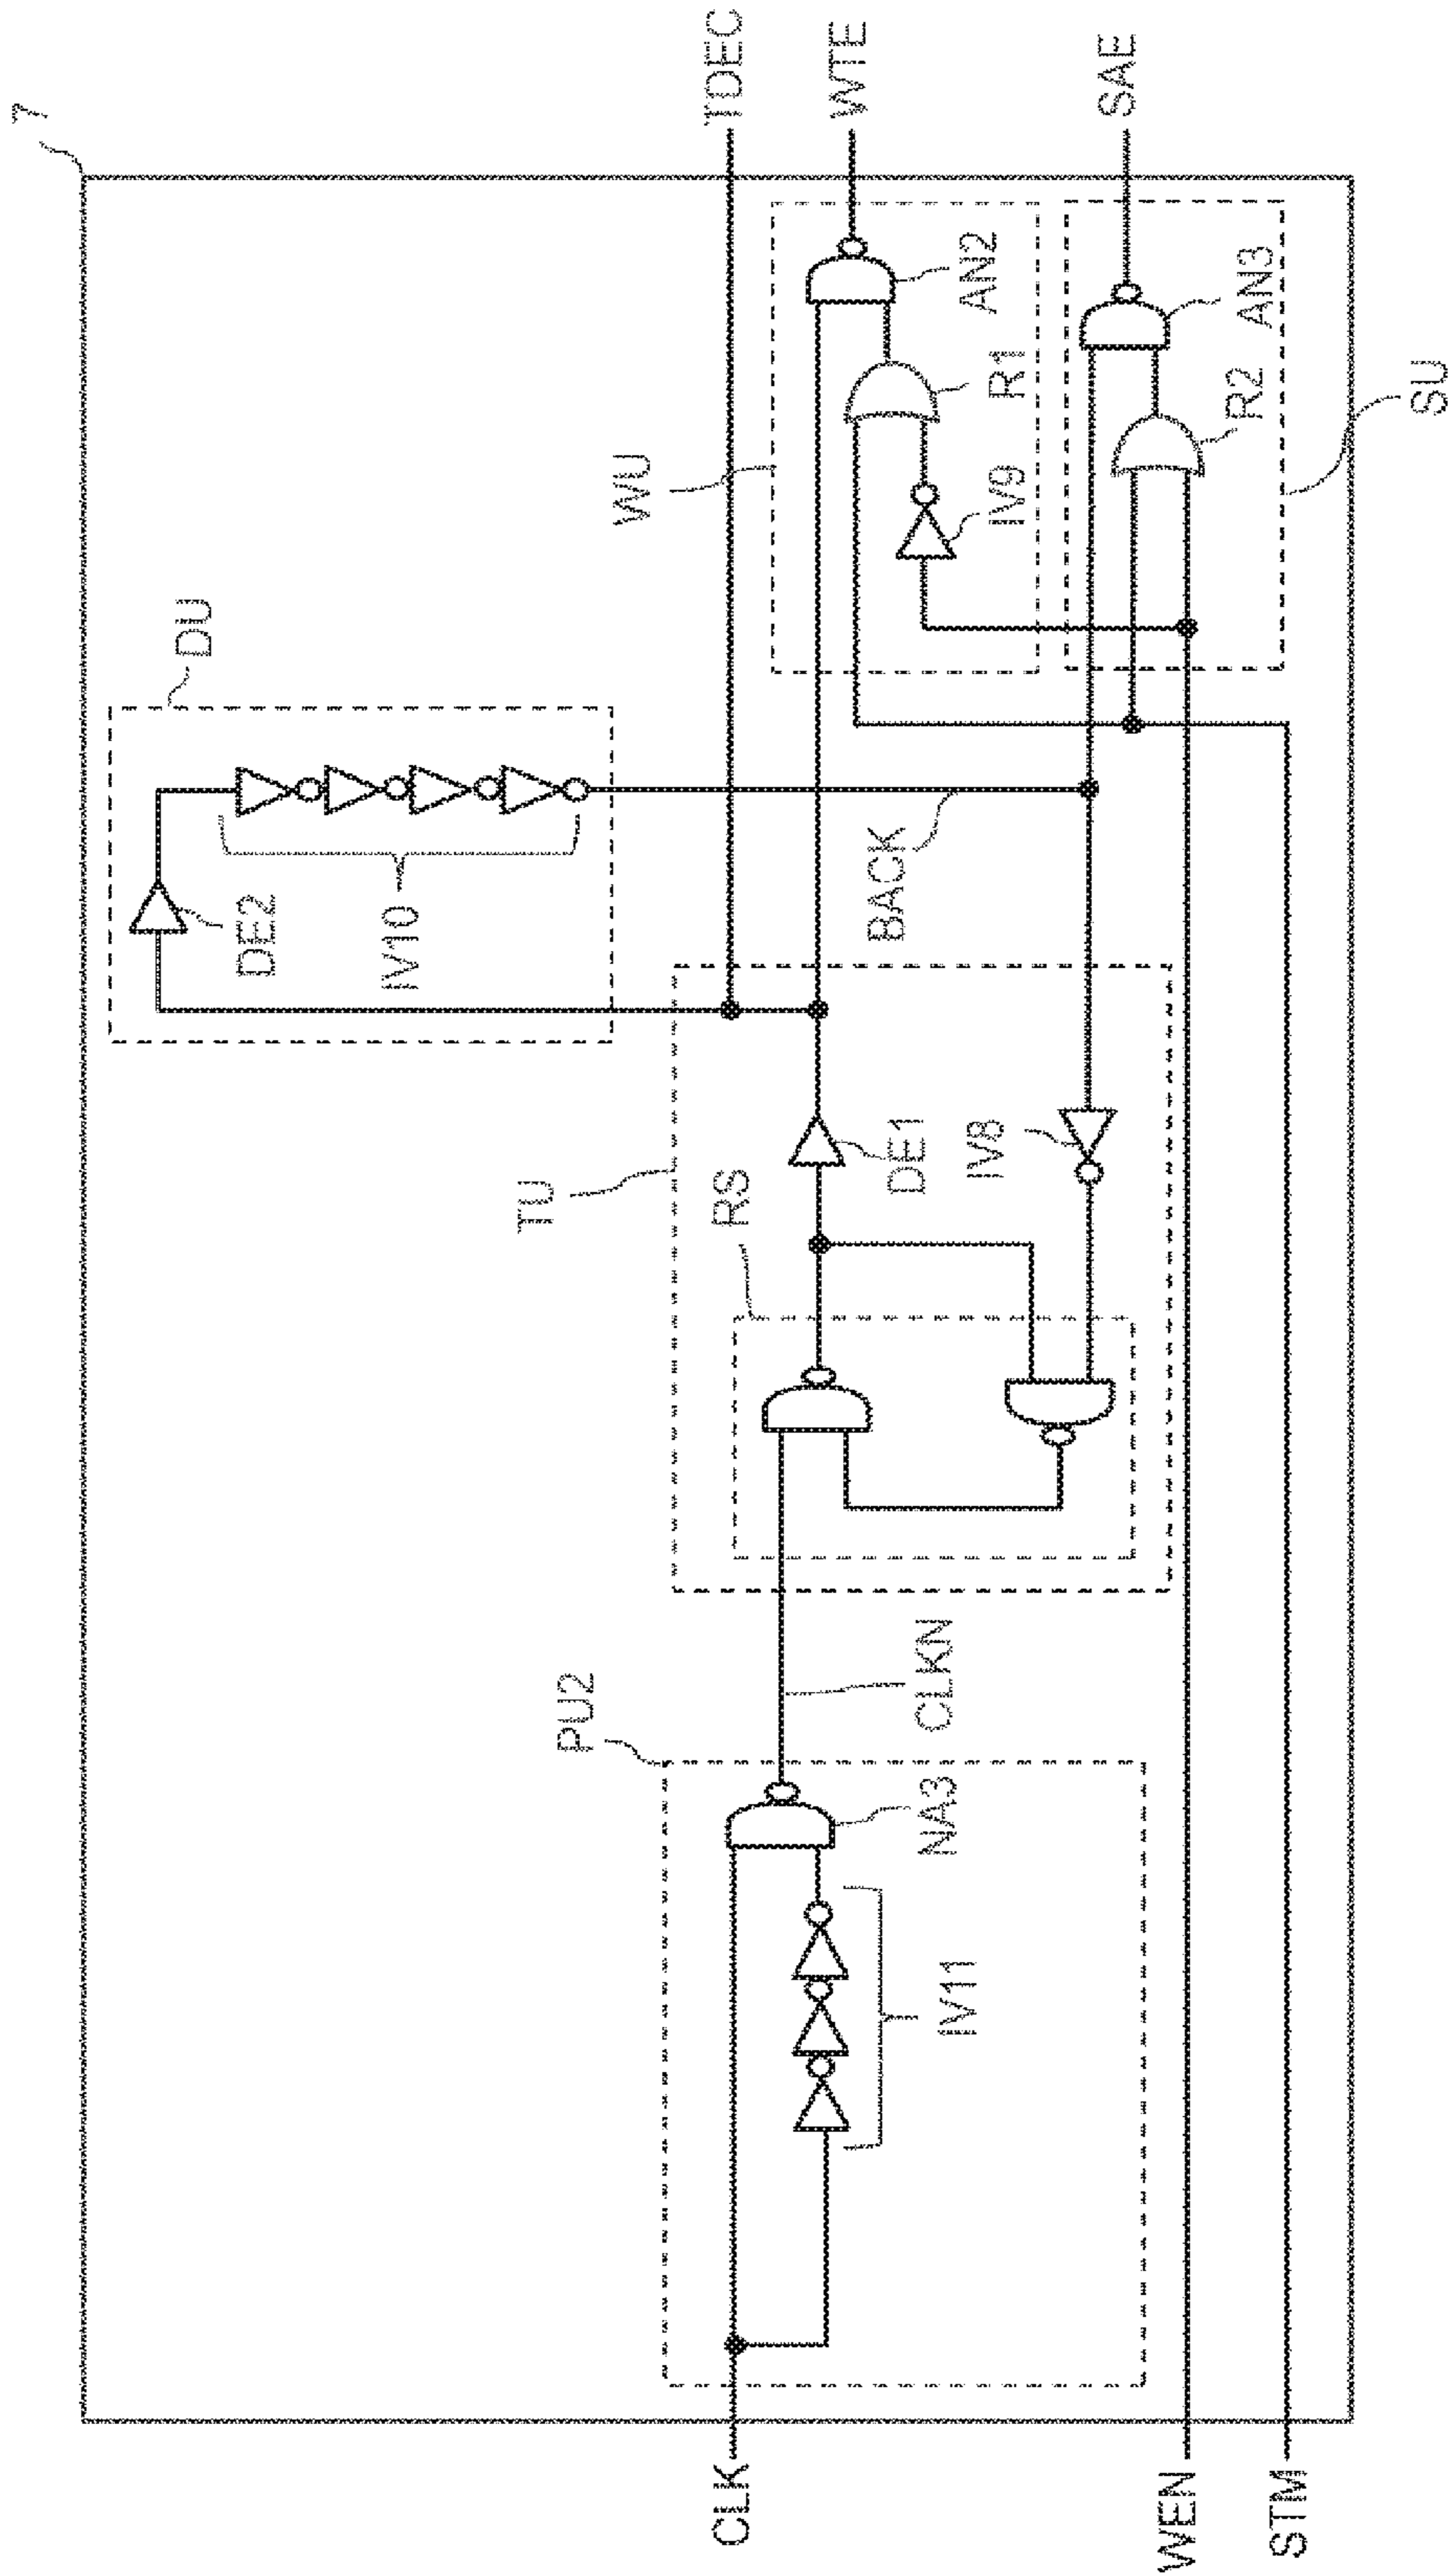 7
TDEC
WTE
SAE
DU
DE2
IV10
WU
AN2
R1
IV9
AN3
R2
SU
BACK
TU
RS
DE1
IV8
PU2
CLKN
NA3
IV11
CLK
WEN
STM